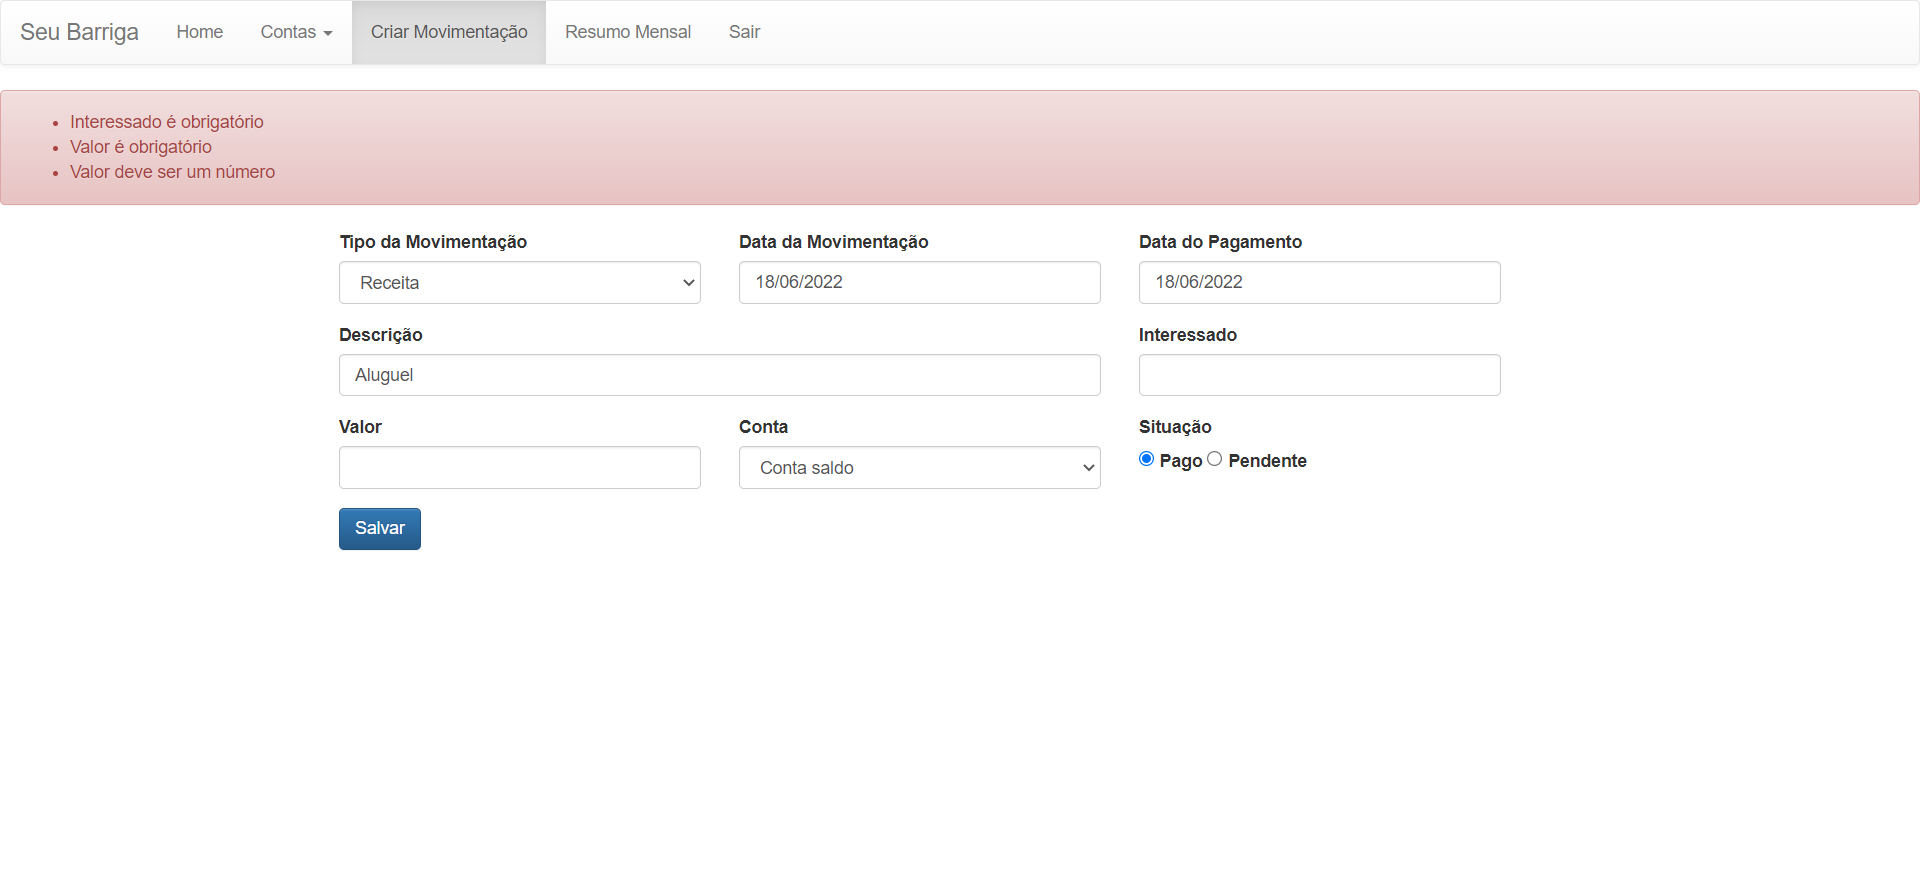 Seu Barriga Home Contas Criar Movimentação Resumo Mensal Sair
Interessado é obrigatório
Valor é obrigatório
Valor deve ser um número
Tipo da Movimentação Data da Movimentação Data do Pagamento
Receita 18/06/2022 18/06/2022
Descrição Interessado
Aluguel
Valor Conta Situação
Conta saldo Pago Pendente
Salvar